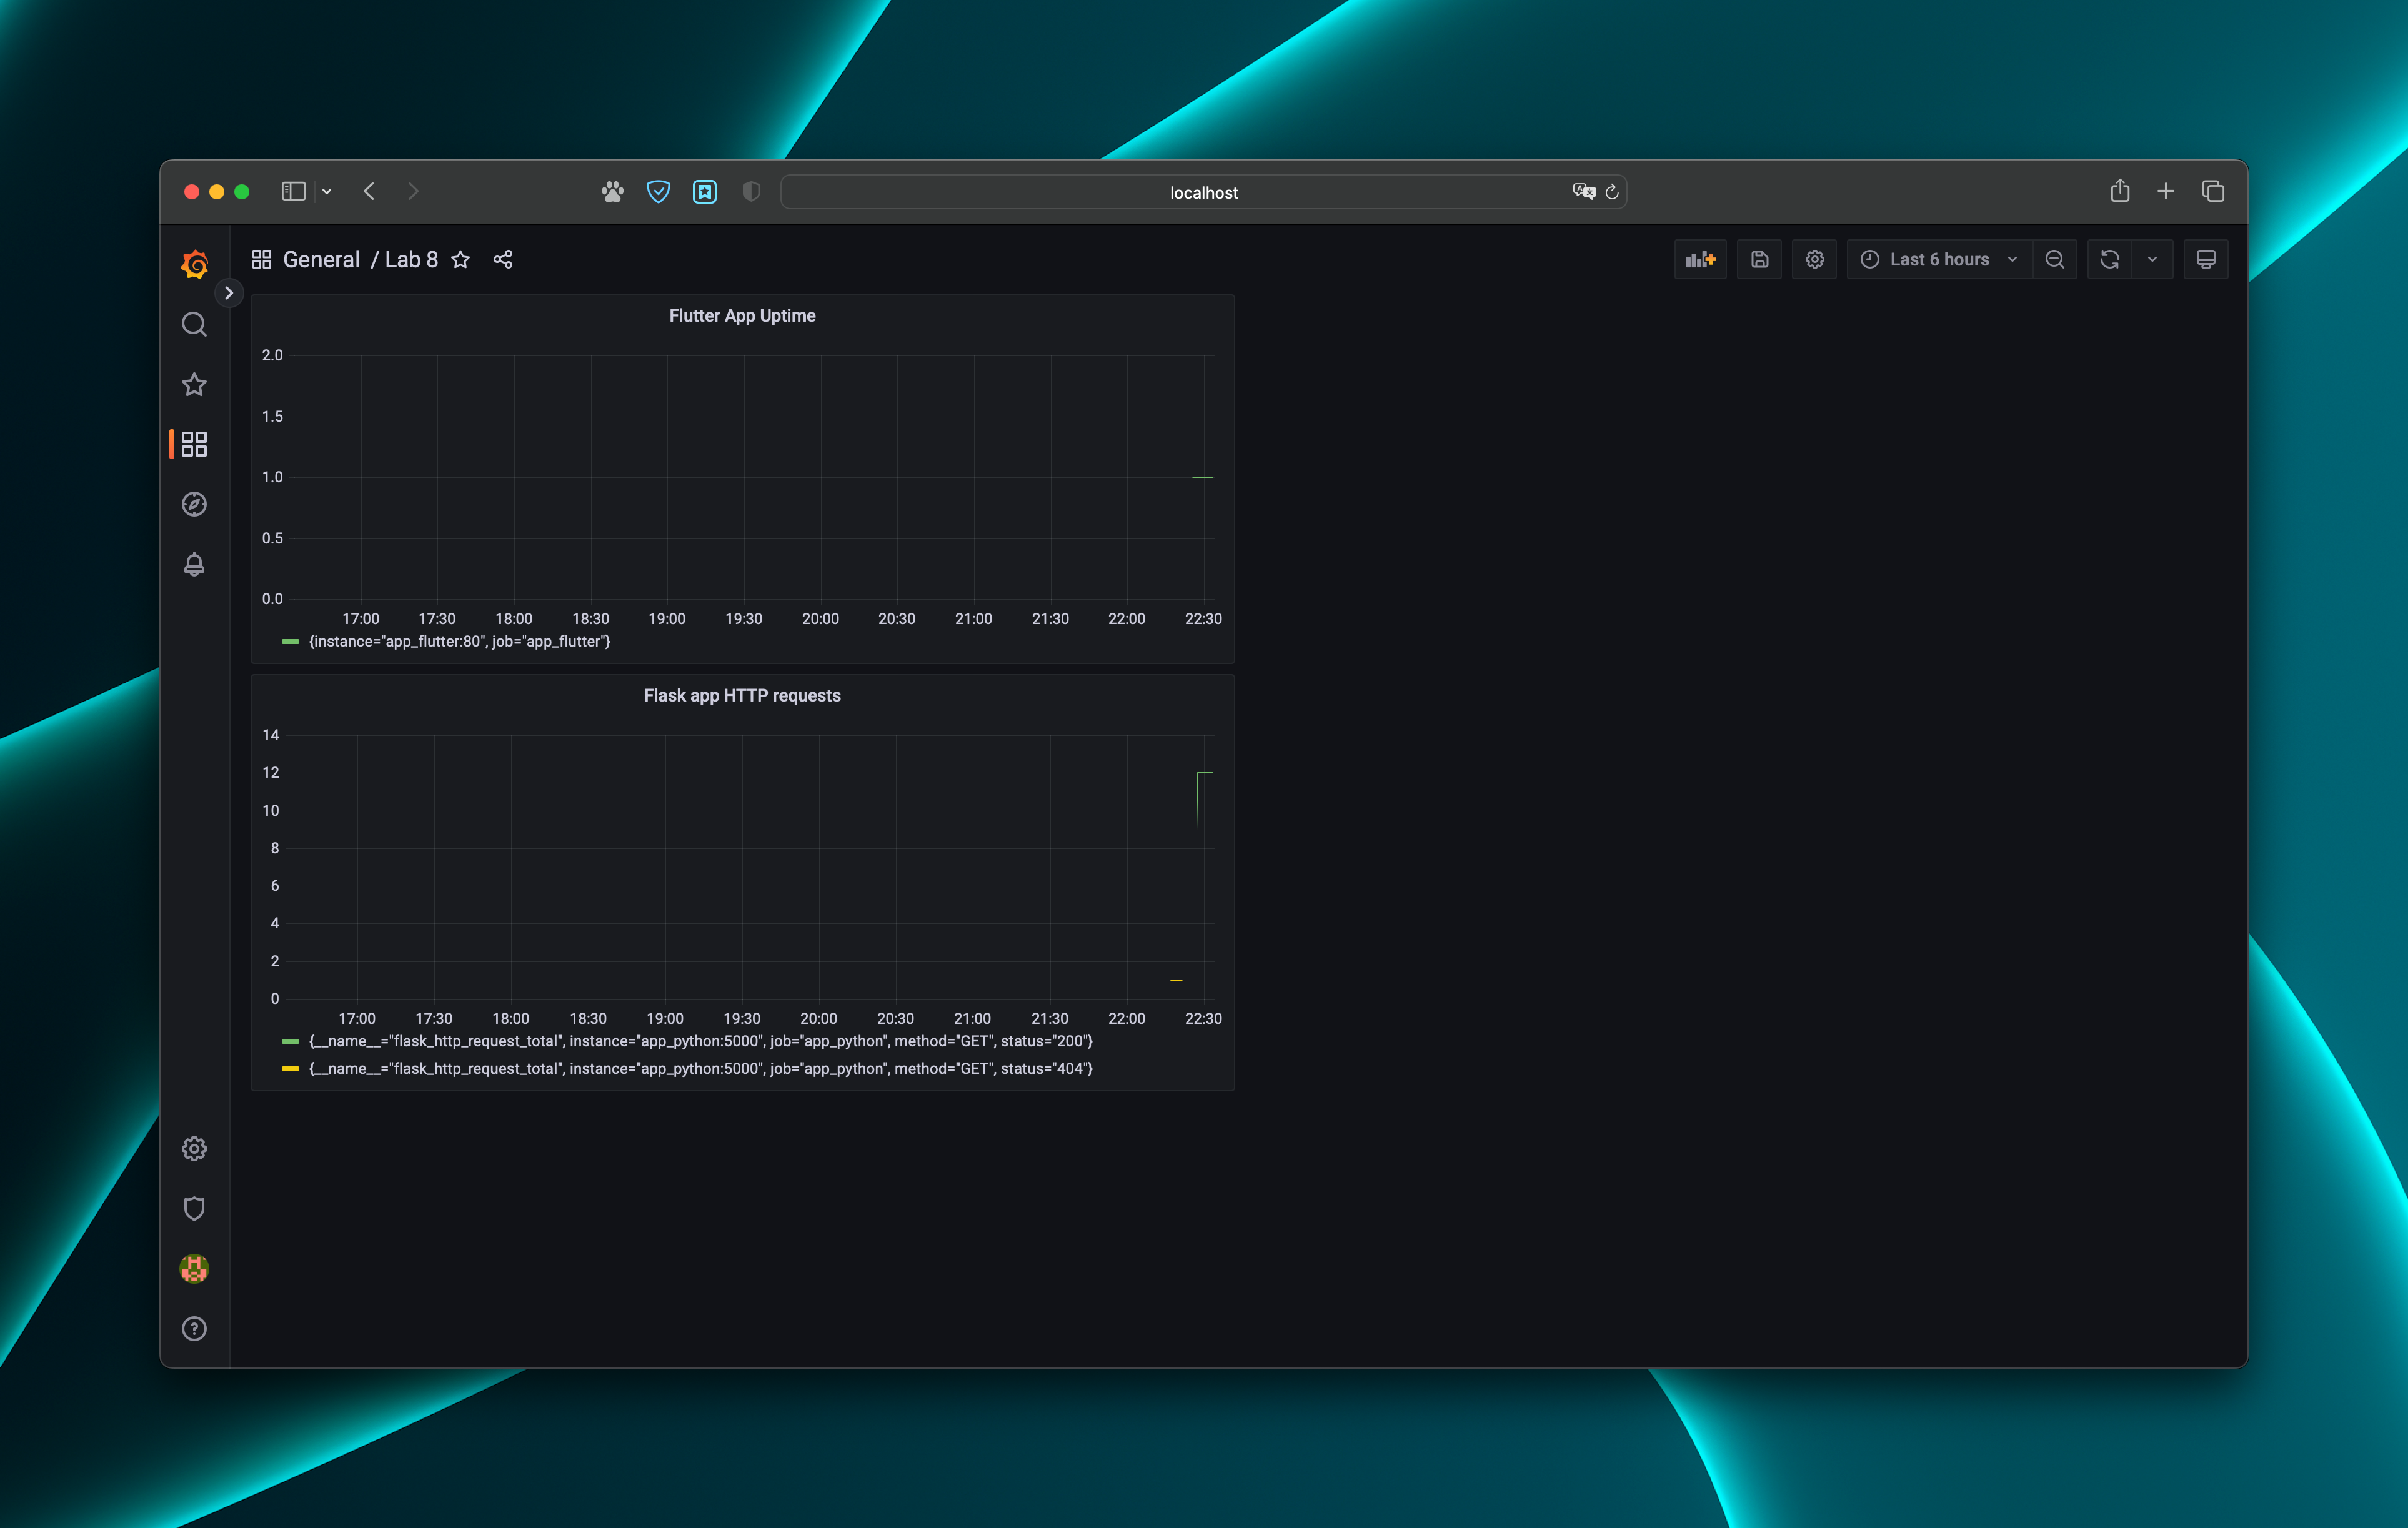 localhost
General / Lab 8
Last 6 hours
Flutter App Uptime
2.0
1.5
1.0
0.5
0.0
17:00 17:30 18:00 18:30 19:00 19:30 20:00 20:30 21:00 21:30 22:00 22:30
{instance="app_flutter:80", job="app_flutter"}
Flask app HTTP requests
14
12
10
8
6
4
2
0
17:00 17:30 18:00 18:30 19:00 19:30 20:00 20:30 21:00 21:30 22:00 22:30
{__name__="flask_http_request_total", instance="app_python:5000", job="app_python", method="GET", status="200"}
{__name__="flask_http_request_total", instance="app_python:5000", job="app_python", method="GET", status="404"}